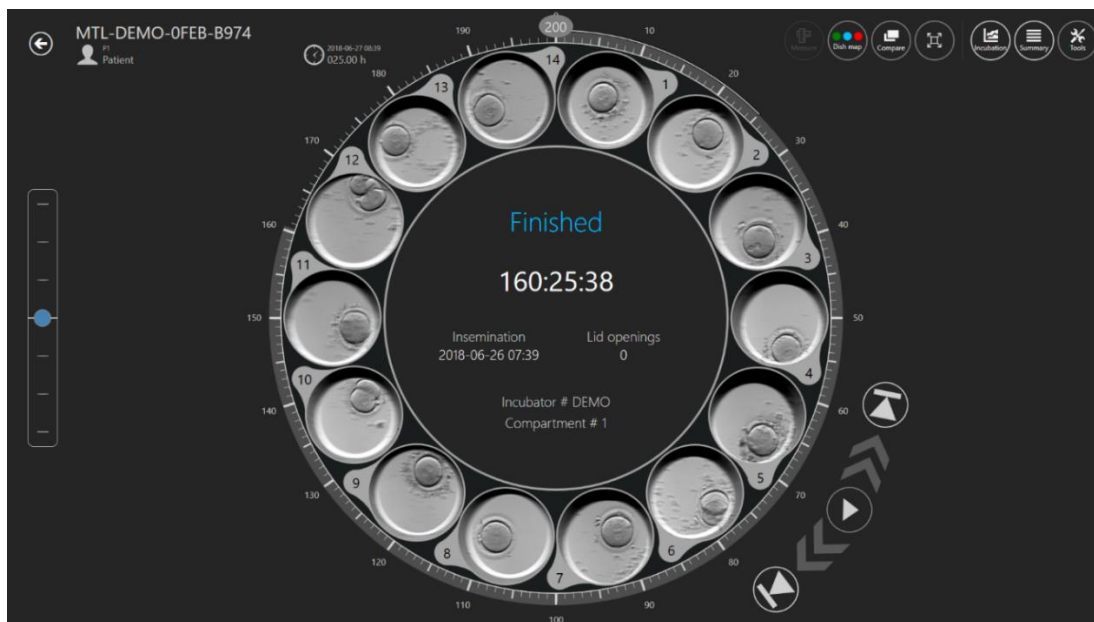 MTL-DEMO-0FEB-B974
P1
Patient
2018-06-27 08:39
025.00 h
Measure
Dish map
Compare
Incubation
Summary
Tools
200
10
20
30
40
50
60
70
80
90
100
110
120
130
140
150
160
170
180
190
1
2
3
4
5
6
7
8
9
10
11
12
13
14
Finished
160:25:38
Insemination
2018-06-26 07:39
Lid openings
0
Incubator # DEMO
Compartment # 1